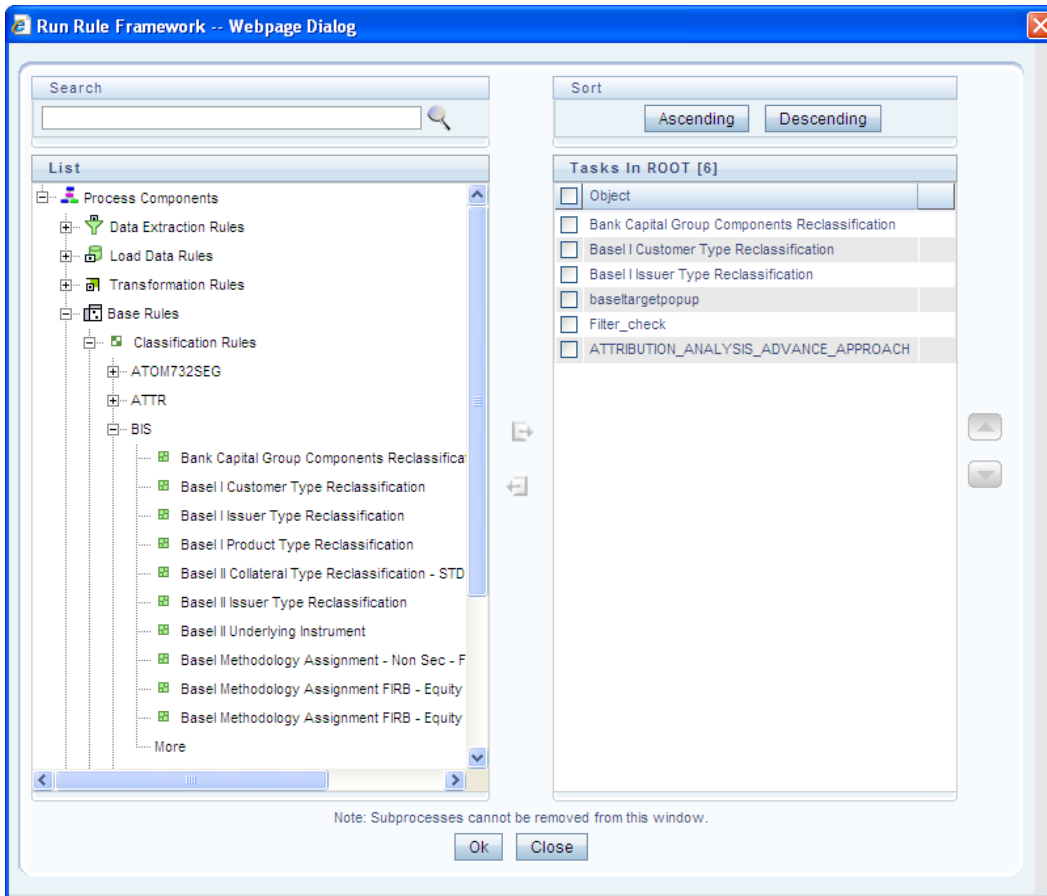 Run Rule Framework -- Webpage Dialog
Search
Sort
Ascending Descending
List
Process Components
Data Extraction Rules
Load Data Rules
Transformation Rules
Base Rules
Classification Rules
ATOM732SEG
ATTR
BIS
Bank Capital Group Components Reclassifica
Basel I Customer Type Reclassification
Basel I Issuer Type Reclassification
Basel I Product Type Reclassification
Basel II Collateral Type Reclassification - STD
Basel II Issuer Type Reclassification
Basel II Underlying Instrument
Basel Methodology Assignment - Non Sec - F
Basel Methodology Assignment FIRB - Equity
Basel Methodology Assignment FIRB - Equity
More
Tasks In ROOT [6]
Object
Bank Capital Group Components Reclassification
Basel I Customer Type Reclassification
Basel I Issuer Type Reclassification
baseltargetpopup
Filter_check
ATTRIBUTION_ANALYSIS_ADVANCE_APPROACH
Note: Subprocesses cannot be removed from this window.
Ok Close